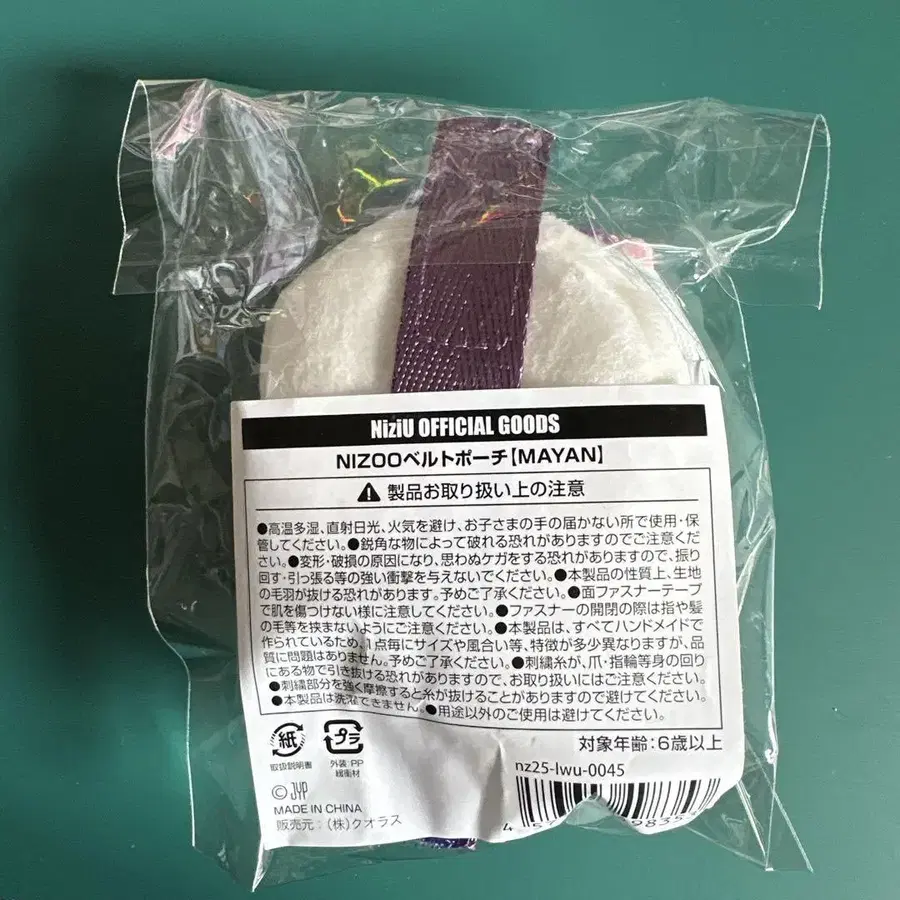 NiziU OFFICIAL GOODS
NIZOOベルトポーチ【MAYAN】
製品お取り扱い上の注意
●高温多湿、直射日光、火気を避け、お子さまの手の届かない所で使用・保
管してください。●鋭角な物によって破れる恐れがありますのでご注意くだ
さい。●変形・破損の原因になり、思わぬケガをする恐れがありますので、振り
回す・引っ張る等の強い衝撃を与えないでください。●本製品の性質上、生地
の毛羽が抜ける恐れがあります。予めご了承ください。●面ファスナーテープ
で肌を傷つけない様に注意してください。●ファスナーの開閉の際は指や髪
の毛等を挟まないようにご注意ください。●本製品は、すべてハンドメイドで
作られているため、1点毎にサイズや風合い等、特徴が多少異なりますが、品
質に問題はありません。予めご了承ください。●刺繍糸が、爪・指輪等身の回り
にある物で引き抜ける恐れがありますので、お取り扱いにはご注意ください。
●刺繍部分を強く摩擦すると糸が抜けることがありますので避けてください。
●本製品は洗濯できません。●用途以外のご使用は避けてください。
対象年齢:6歳以上
紙
取扱説明書
プラ
外装:PP
緩衝材
nz25-lwu-0045
©JYP
MADE IN CHINA
販売元:(株)クオラス